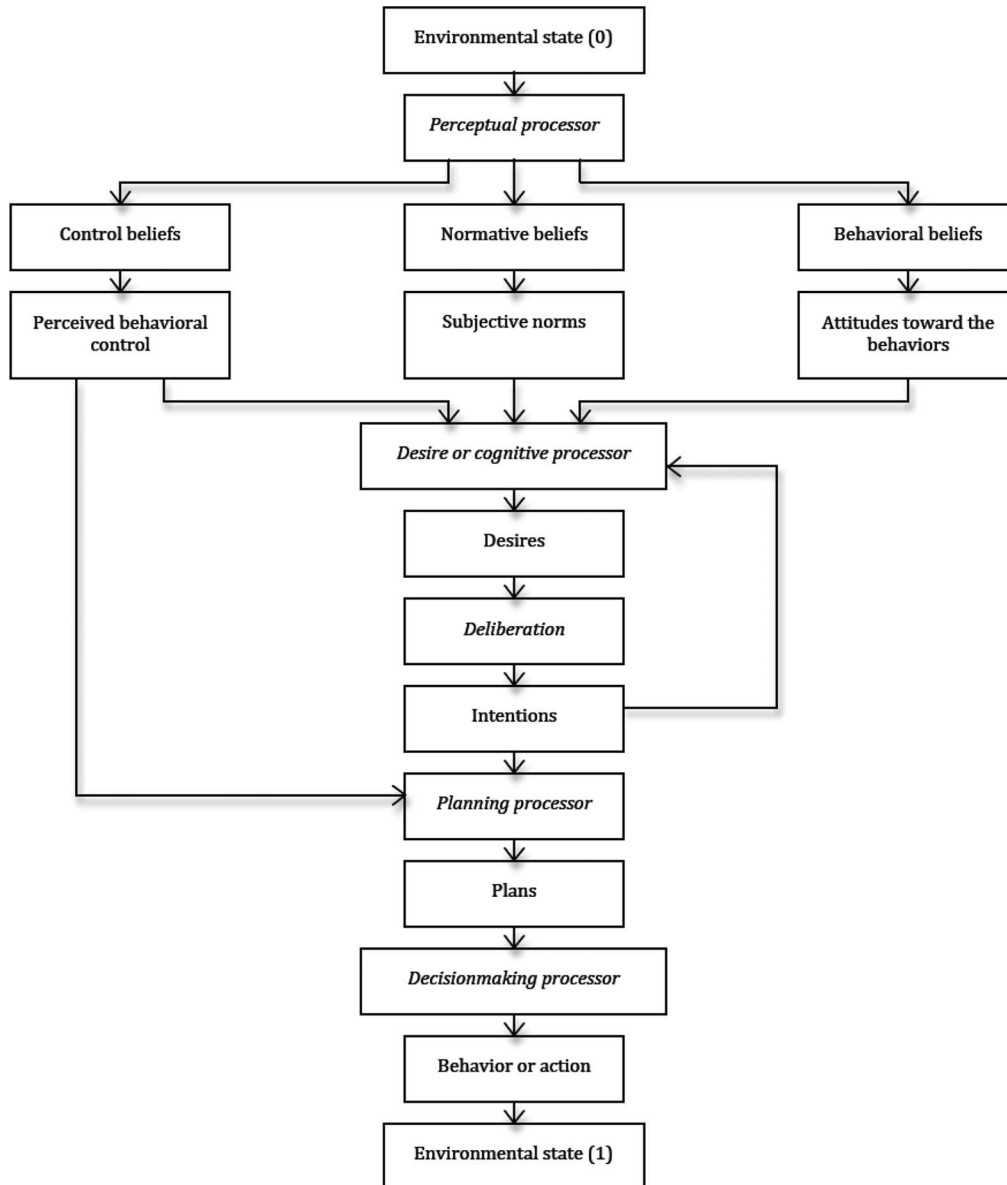 Environmental state (0)
Perceptual processor
Control beliefs
Normative beliefs
Behavioral beliefs
Perceived behavioral
control
Subjective norms
Attitudes toward the
behaviors
Desire or cognitive processor
Desires
Deliberation
Intentions
Planning processor
Plans
Decisionmaking processor
Behavior or action
Environmental state (1)